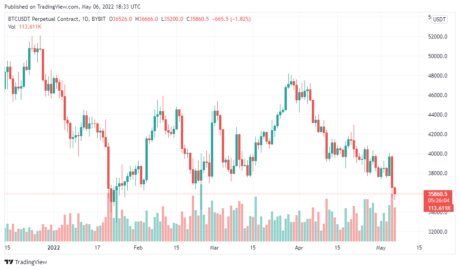 Published on TradingView.com, May 06, 2022 18:33 UTC
BTCUSDT Perpetual Contract, 1D, BYBIT O36526.0 H36666.0 L35200.0 C35860.5 -665.5 (-1.82%)
Vol 113.611K
USDT
52000.0
50000.0
48000.0
46000.0
44000.0
42000.0
40000.0
38000.0
35860.5
05:26:04
113.611K
34000.0
32000.0
15
2022
17
Feb
14
Mar
15
Apr
18
May
15
TradingView